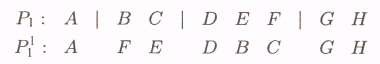 P₁ : A | B C | D E F | G H
P₁¹ : A F E D B C G H